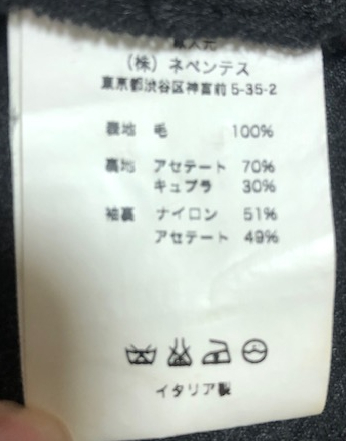 輸入元
(株) ネペンテス
東京都渋谷区神宮前 5-35-2
表地 毛 100%
裏地 アセテート 70%
キュプラ 30%
袖裏 ナイロン 51%
アセテート 49%
イタリア製